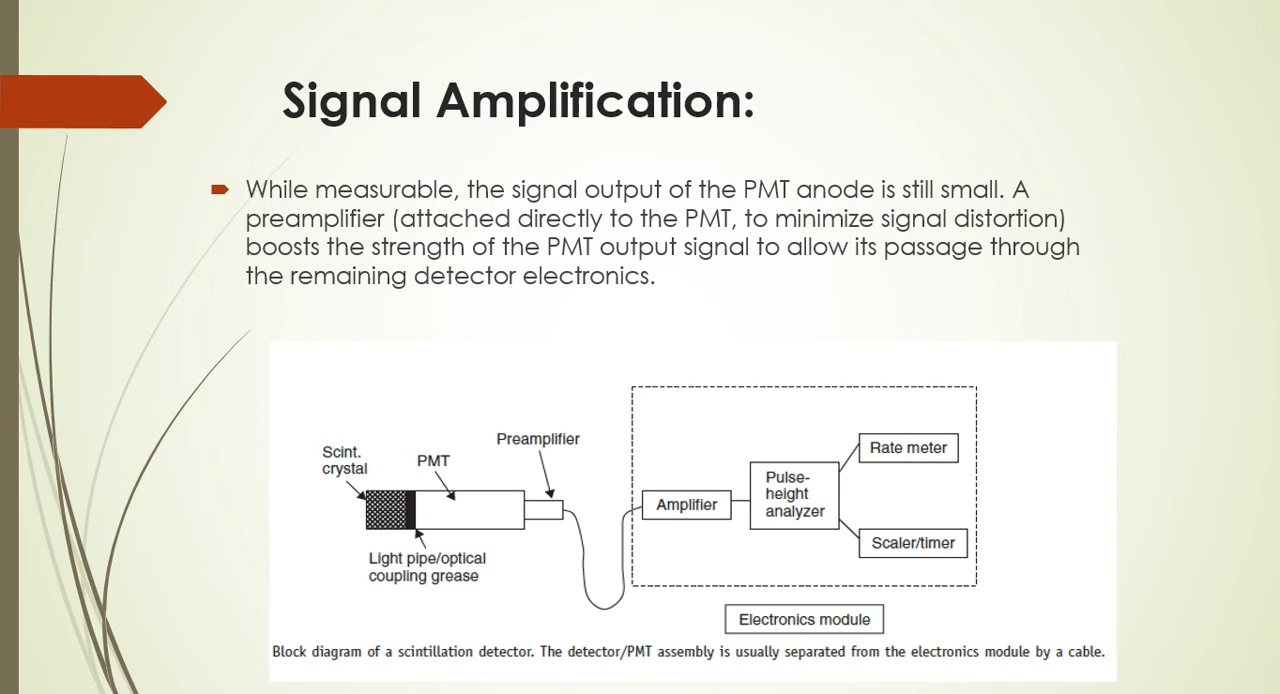 Signal Amplification:
While measurable, the signal output of the PMT anode is still small. A
preamplifier (attached directly to the PMT, to minimize signal distortion)
boosts the strength of the PMT output signal to allow its passage through
the remaining detector electronics.
Scint.
crystal
PMT
Preamplifier
Light pipe/optical
coupling grease
Amplifier
Pulse-
height
analyzer
Rate meter
Scaler/timer
Electronics module
Block diagram of a scintillation detector. The detector/PMT assembly is usually separated from the electronics module by a cable.